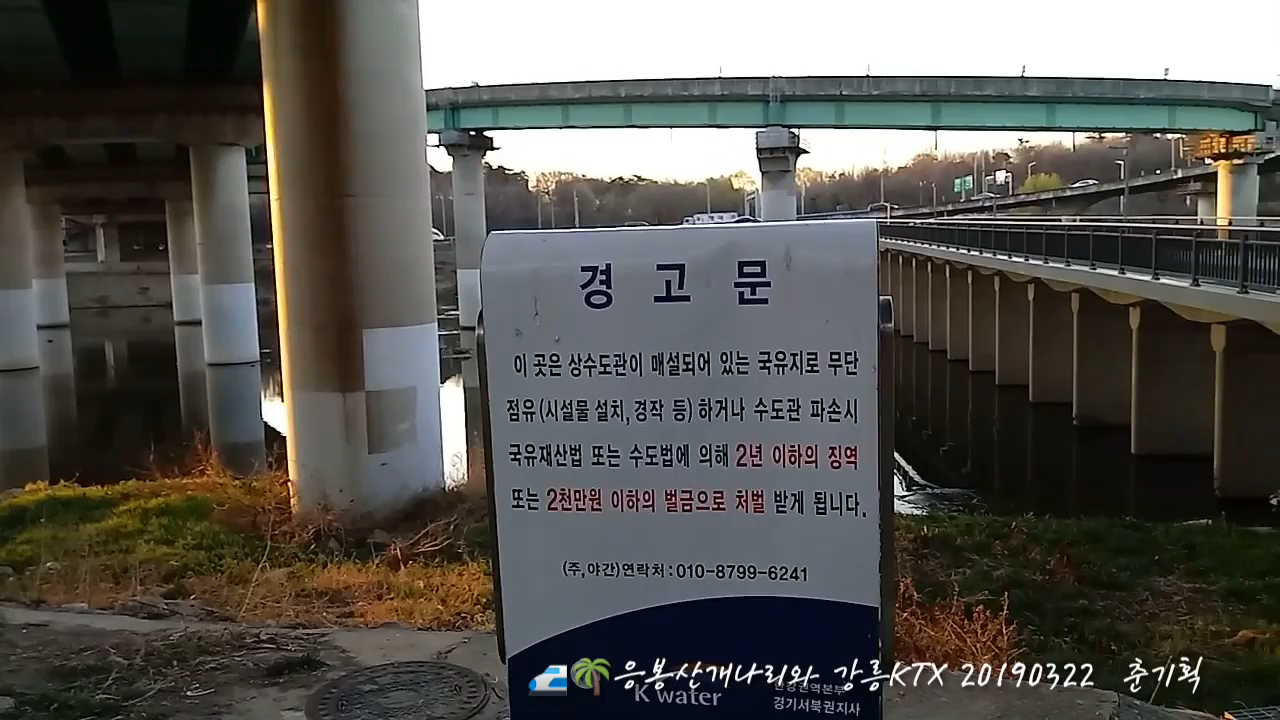 경 고 문
이 곳은 상수도관이 매설되어 있는 국유지로 무단
점유(시설물 설치, 경작 등) 하거나 수도관 파손시
국유재산법 또는 수도법에 의해 2년 이하의 징역
또는 2천만원 이하의 벌금으로 처벌 받게 됩니다.
(주,야간)연락처:010-8799-6241
응봉산개나리와 강릉KTX 20190322 춘기획
K water
한강권역본부
경기서북권지사